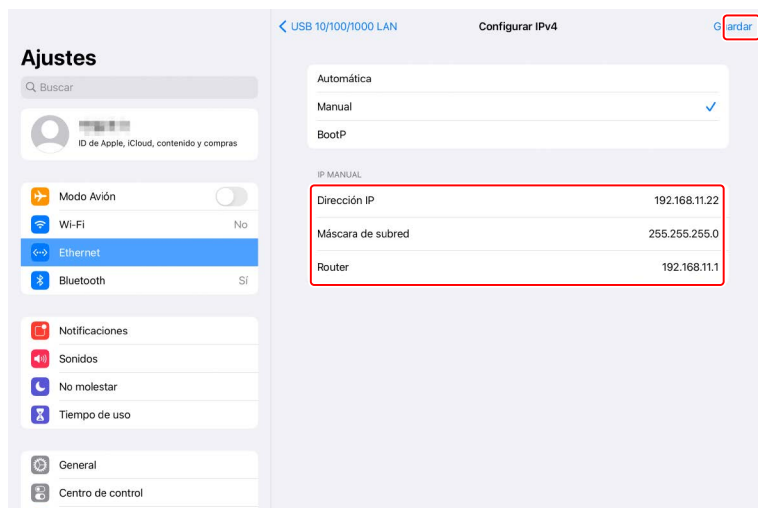 USB 10/100/1000 LAN
Configurar IPv4
Guardar
Ajustes
Buscar
ID de Apple, iCloud, contenido y compras
Modo Avión
Wi-Fi No
Ethernet
Bluetooth Sí
Notificaciones
Sonidos
No molestar
Tiempo de uso
General
Centro de control
Automática
Manual
BootP
IP MANUAL
Dirección IP 192.168.11.22
Máscara de subred 255.255.255.0
Router 192.168.11.1